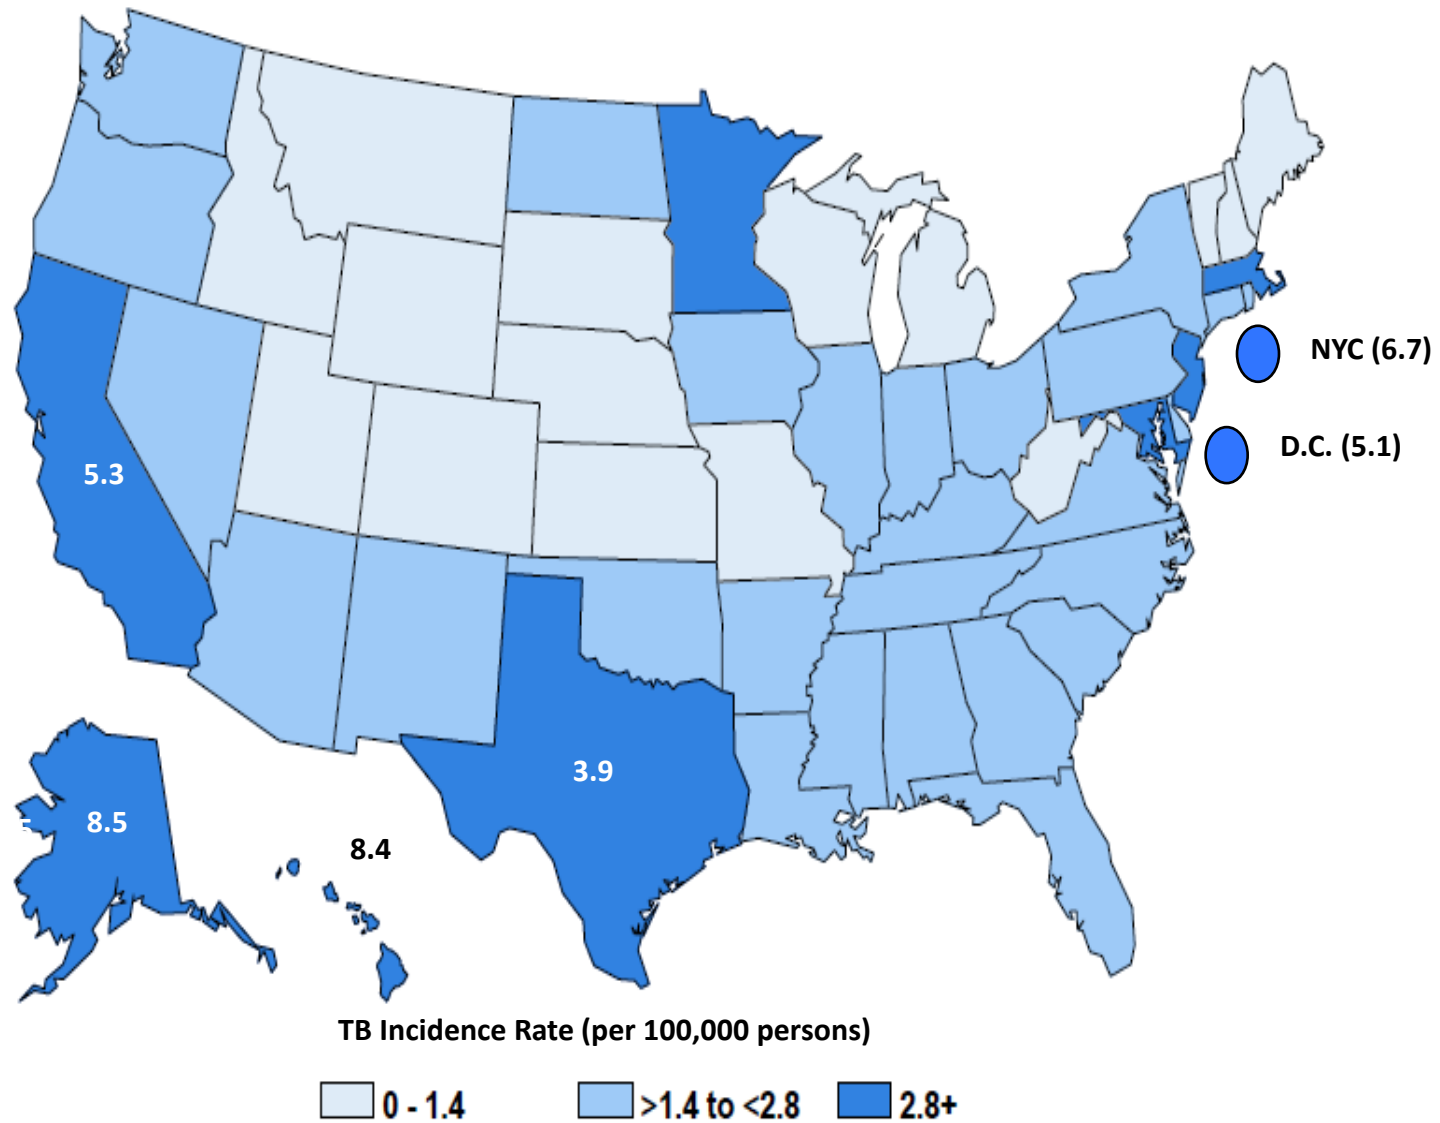 NYC (6.7)
D.C. (5.1)
5.3
3.9
5
8.5
8.4
TB Incidence Rate (per 100,000 persons)
0 - 1.4
>1.4 to <2.8
2.8+